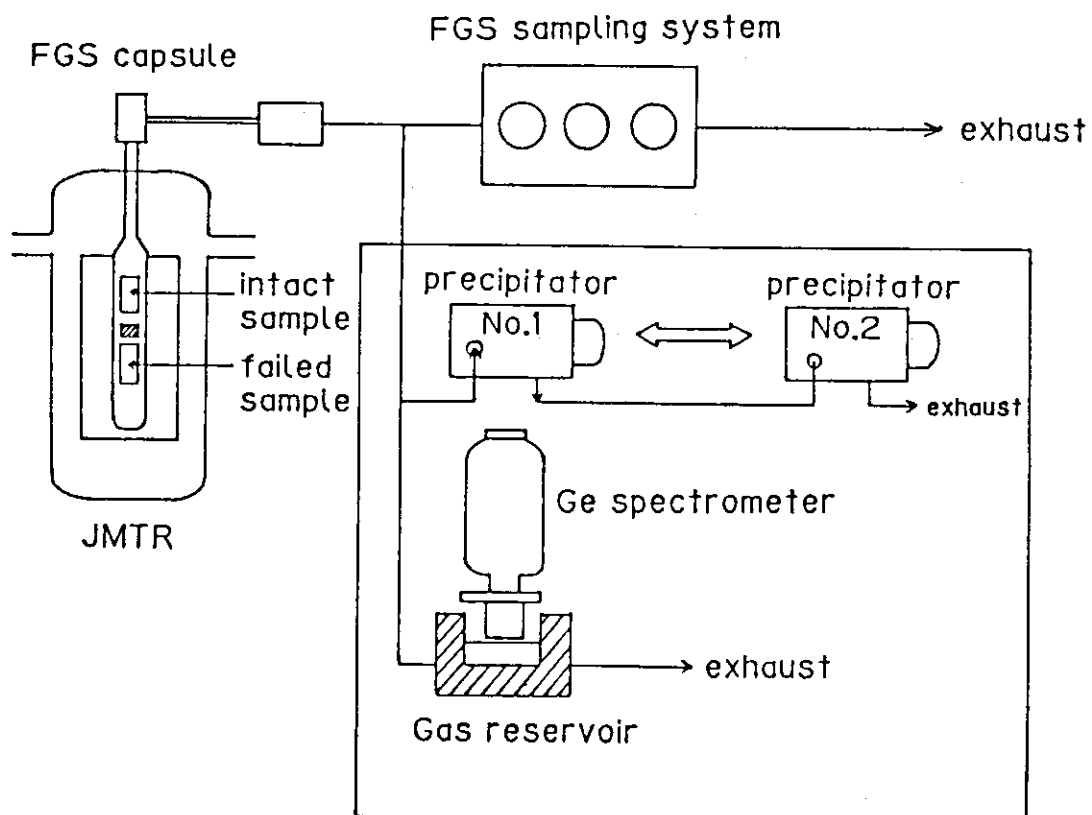 FGS sampling system
FGS capsule
exhaust
intact
sample
failed
sample
JMTR
precipitator
No.1
precipitator
No.2
exhaust
Ge spectrometer
exhaust
Gas reservoir